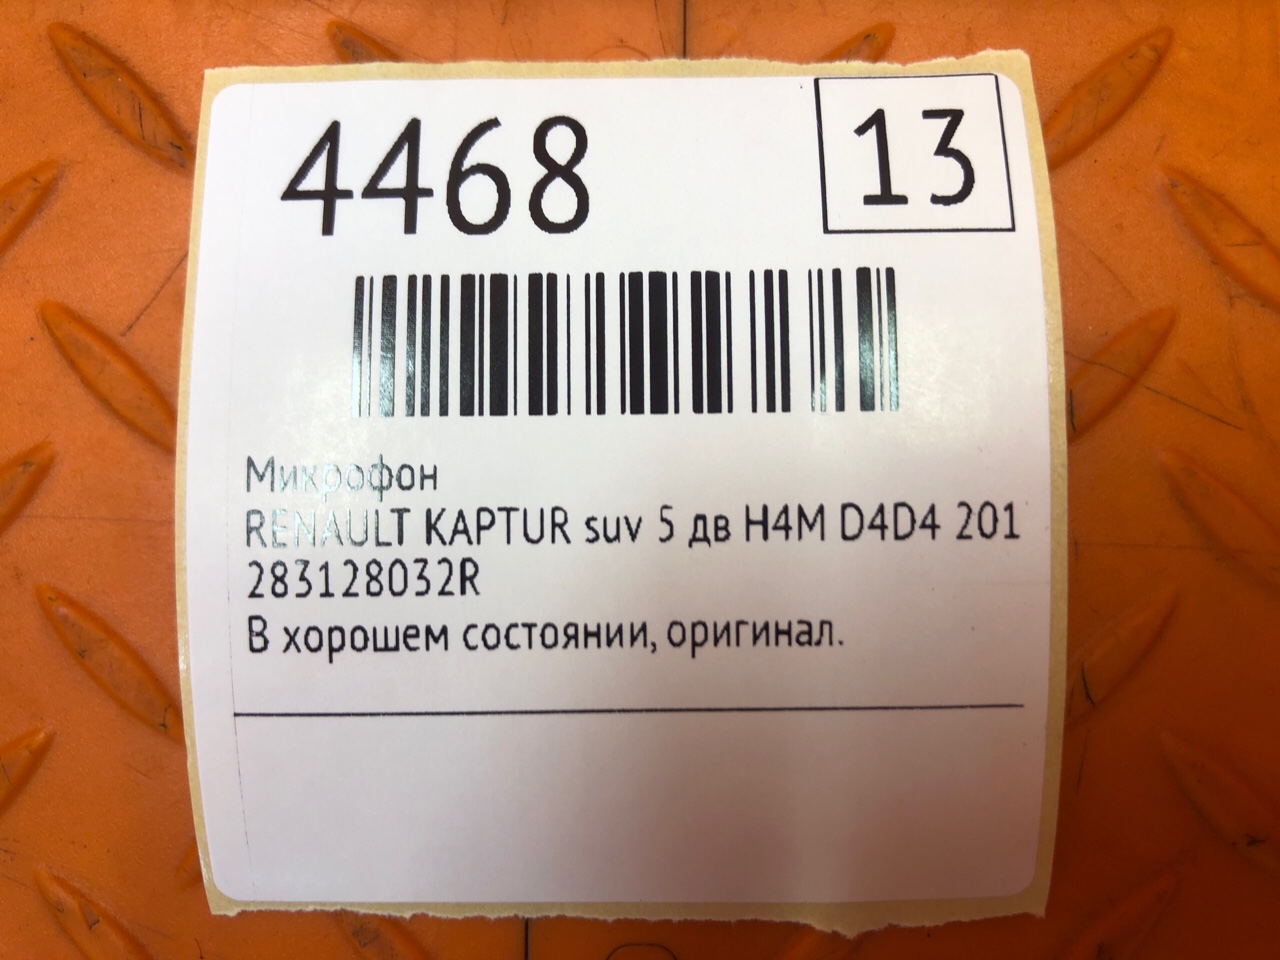 4468
13
Микрофон
RENAULT KAPTUR suv 5 дв H4M D4D4 201
283128032R
В хорошем состоянии, оригинал.